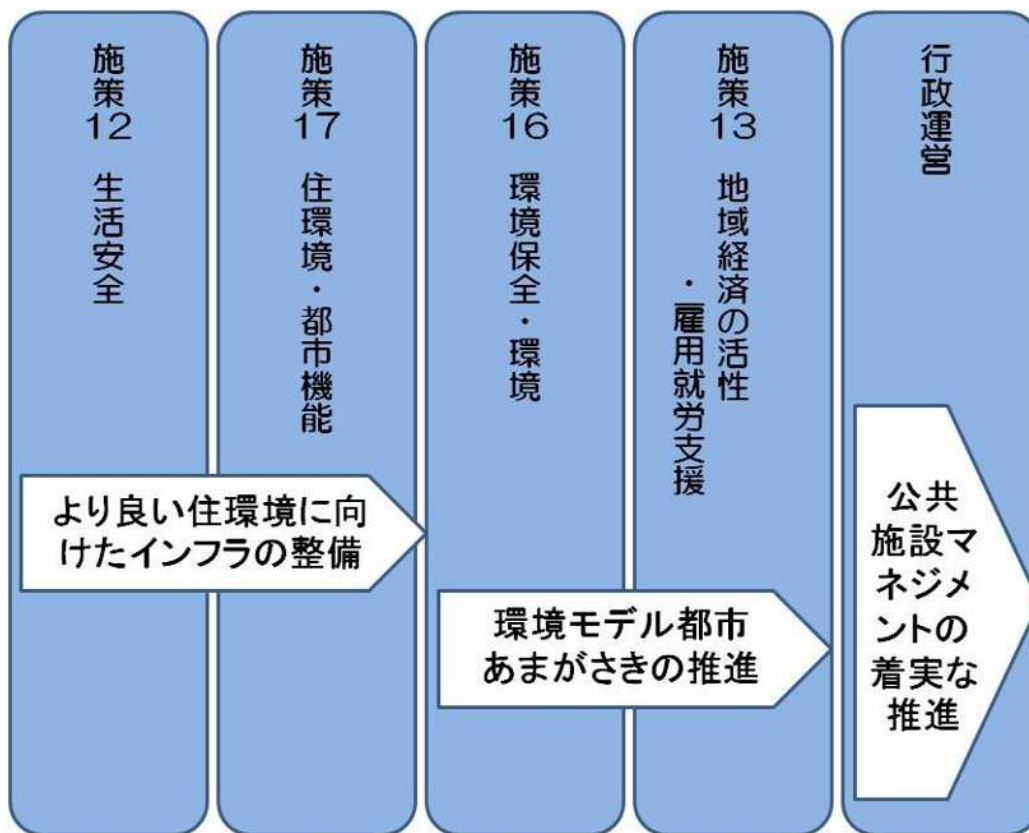 施策12　生活安全
施策17　住環境・都市機能
施策16　環境保全・環境
施策13　地域経済の活性
・雇用就労支援
行政運営
より良い住環境に向
けたインフラの整備
環境モデル都市
あまがさきの推進
公共
施設マ
ネジメ
ントの
着実な
推進